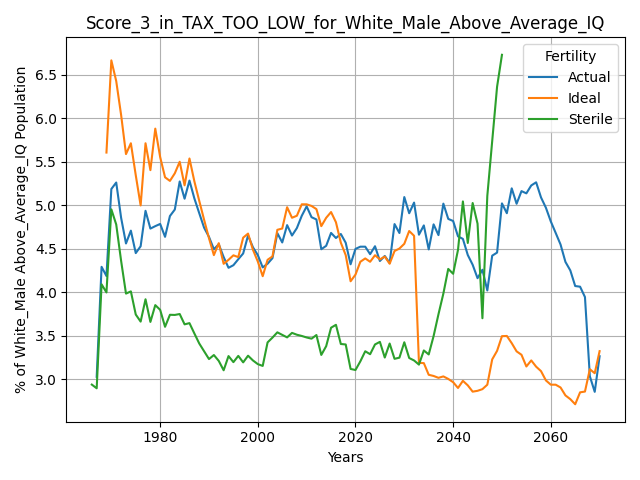 Score_3_in_TAX_TOO_LOW_for_White_Male_Above_Average_IQ
% of White_Male Above_Average_IQ Population
6.5
6.0
5.5
5.0
4.5
4.0
3.5
3.0
Fertility
Actual
Ideal
Sterile
1980
2000
2020
2040
2060
Years